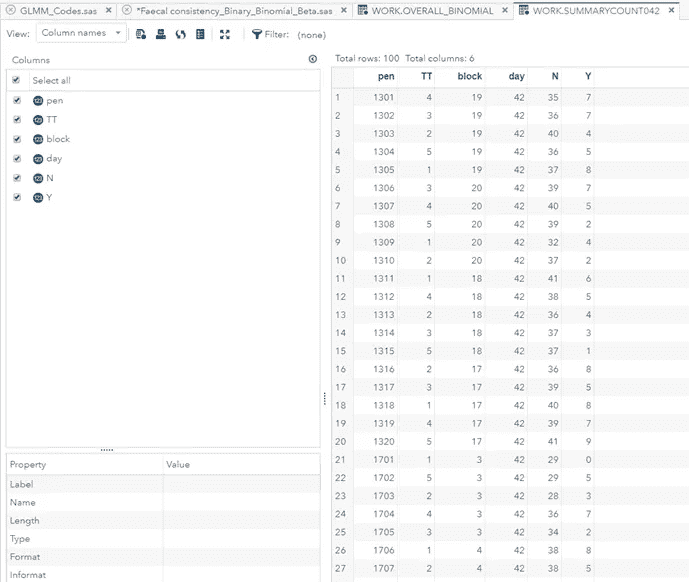 GLMM_Codes.sas × *Faecal consistency_Binary_Binomial_Beta.sas × WORK.OVERALL_BINOMIAL × WORK.SUMMARYCOUNT042 ×
View: Column names Filter: (none)
Columns
Select all
pen
TT
block
day
N
Y
Property Value
Label
Name
Length
Type
Format
Informat
Total rows: 100 Total columns: 6
pen TT block day N Y
1 1301 4 19 42 35 7
2 1302 3 19 42 36 7
3 1303 2 19 42 40 4
4 1304 5 19 42 36 5
5 1305 1 19 42 37 8
6 1306 3 20 42 39 7
7 1307 4 20 42 40 5
8 1308 5 20 42 39 2
9 1309 1 20 42 32 4
10 1310 2 20 42 37 2
11 1311 1 18 42 41 6
12 1312 4 18 42 38 5
13 1313 2 18 42 36 4
14 1314 3 18 42 37 3
15 1315 5 18 42 37 1
16 1316 2 17 42 36 8
17 1317 3 17 42 39 5
18 1318 1 17 42 40 8
19 1319 4 17 42 39 7
20 1320 5 17 42 41 9
21 1701 1 3 42 29 0
22 1702 5 3 42 29 5
23 1703 2 3 42 28 3
24 1704 4 3 42 36 7
25 1705 3 3 42 34 2
26 1706 1 4 42 38 8
27 1707 2 4 42 38 5